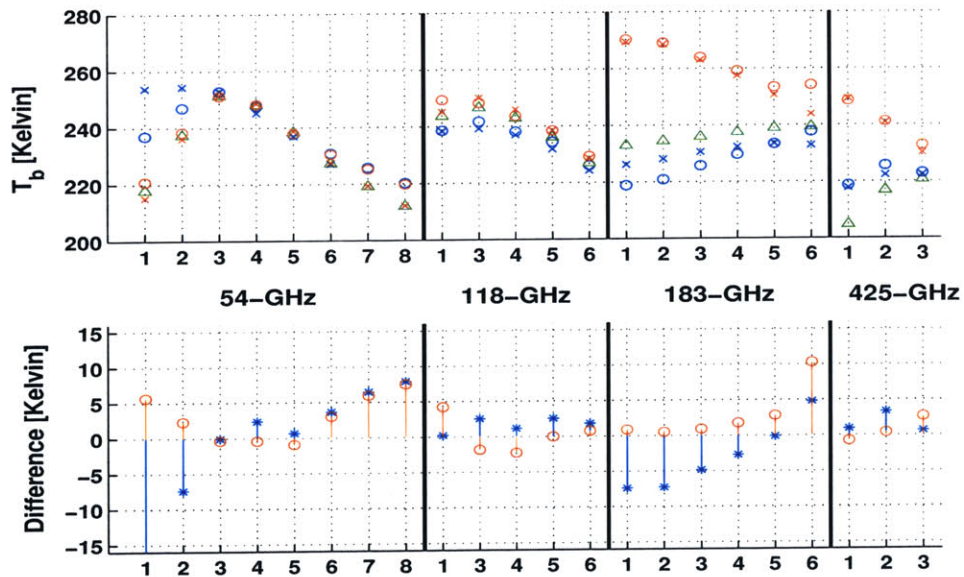 280
260
240
220
200
T_b [Kelvin]
1 2 3 4 5 6 7 8 1 3 4 5 6 1 2 3 4 5 6 1 2 3
54-GHz 118-GHz 183-GHz 425-GHz
15
10
5
0
-5
-10
-15
Difference [Kelvin]
1 2 3 4 5 6 7 8 1 3 4 5 6 1 2 3 4 5 6 1 2 3